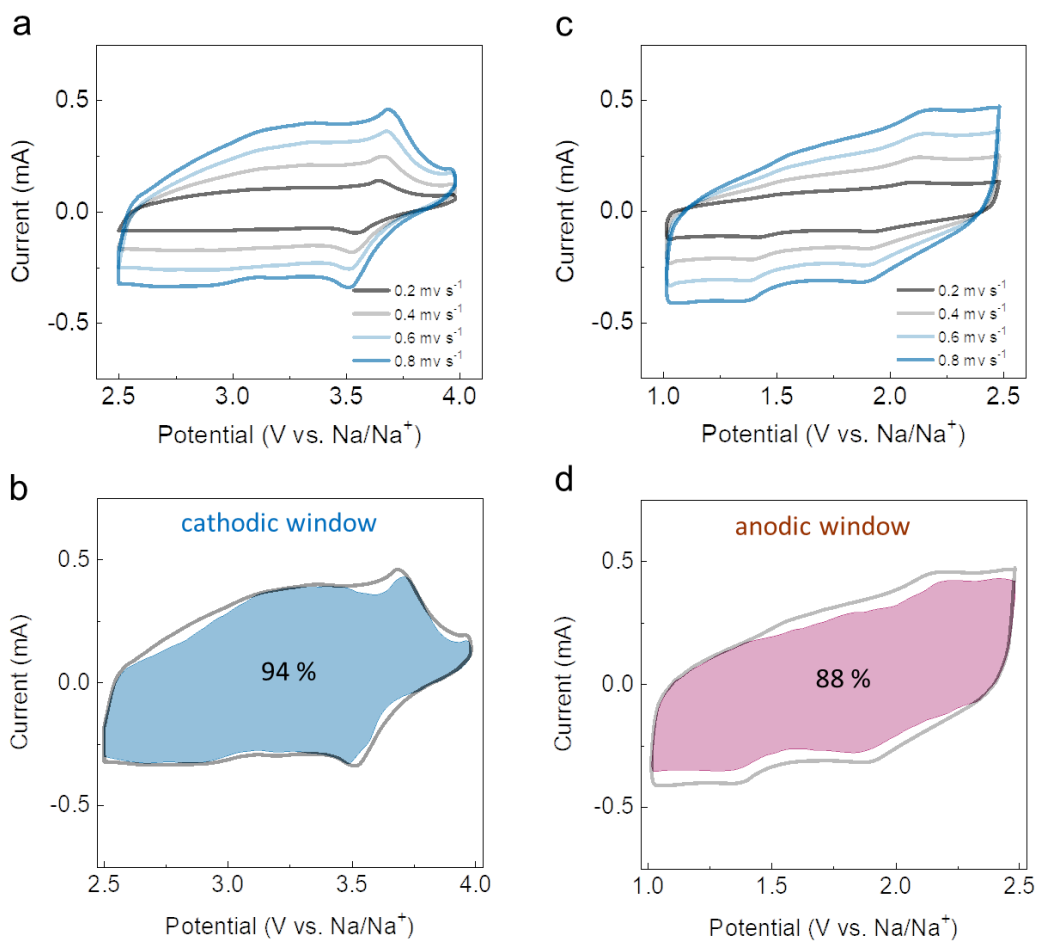 a
0.5
0.0
-0.5
Current (mA)
0.2 mv s⁻¹
0.4 mv s⁻¹
0.6 mv s⁻¹
0.8 mv s⁻¹
2.5 3.0 3.5 4.0
Potential (V vs. Na/Na⁺)
c
0.5
0.0
-0.5
Current (mA)
0.2 mv s⁻¹
0.4 mv s⁻¹
0.6 mv s⁻¹
0.8 mv s⁻¹
1.0 1.5 2.0 2.5
Potential (V vs. Na/Na⁺)
b
cathodic window
0.5
0.0
-0.5
Current (mA)
94 %
2.5 3.0 3.5 4.0
Potential (V vs. Na/Na⁺)
d
anodic window
0.5
0.0
-0.5
Current (mA)
88 %
1.0 1.5 2.0 2.5
Potential (V vs. Na/Na⁺)